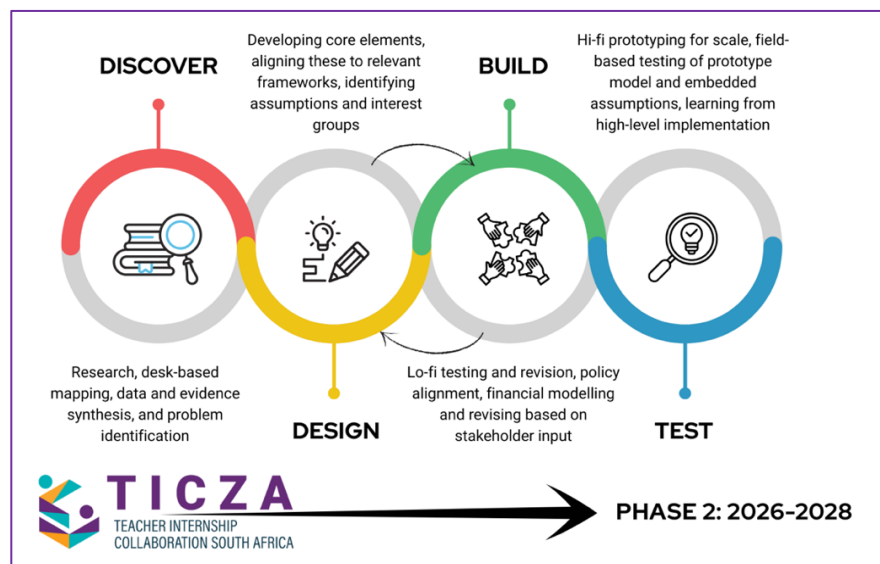 DISCOVER
Research, desk-based
mapping, data and evidence
synthesis, and problem
identification
Developing core elements,
aligning these to relevant
frameworks, identifying
assumptions and interest
groups
DESIGN
BUILD
Lo-fi testing and revision, policy
alignment, financial modelling
and revising based on
stakeholder input
Hi-fi prototyping for scale, field-
based testing of prototype
model and embedded
assumptions, learning from
high-level implementation
TEST
TICZA
TEACHER INTERNSHIP
COLLABORATION SOUTH AFRICA
PHASE 2: 2026-2028